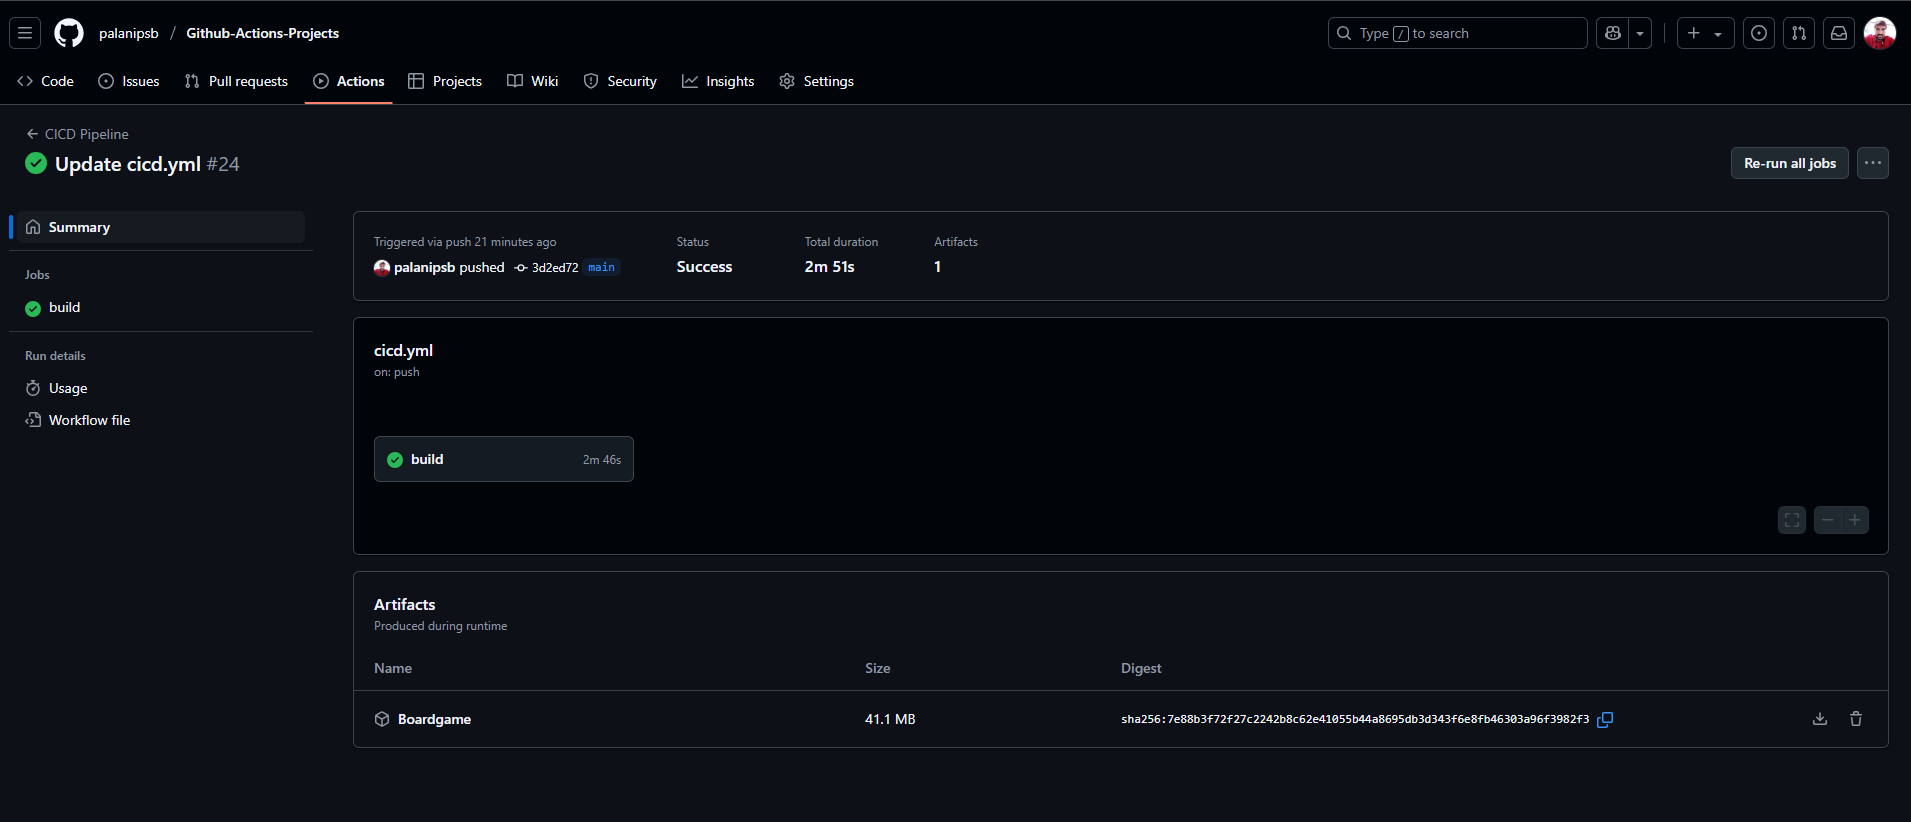 palanipsb / Github-Actions-Projects
Type / to search
Code Issues Pull requests Actions Projects Wiki Security Insights Settings
CICD Pipeline
Update cicd.yml #24
Re-run all jobs
Summary
Jobs
build
Run details
Usage
Workflow file
Triggered via push 21 minutes ago
palanipsb pushed 3d2ed72 main
Status
Success
Total duration
2m 51s
Artifacts
1
cicd.yml
on: push
build 2m 46s
Artifacts
Produced during runtime
Name Size Digest
Boardgame 41.1 MB sha256:7e88b3f72f27c2242b8c62e41055b44a8695db3d343f6e8fb46303a96f3982f3